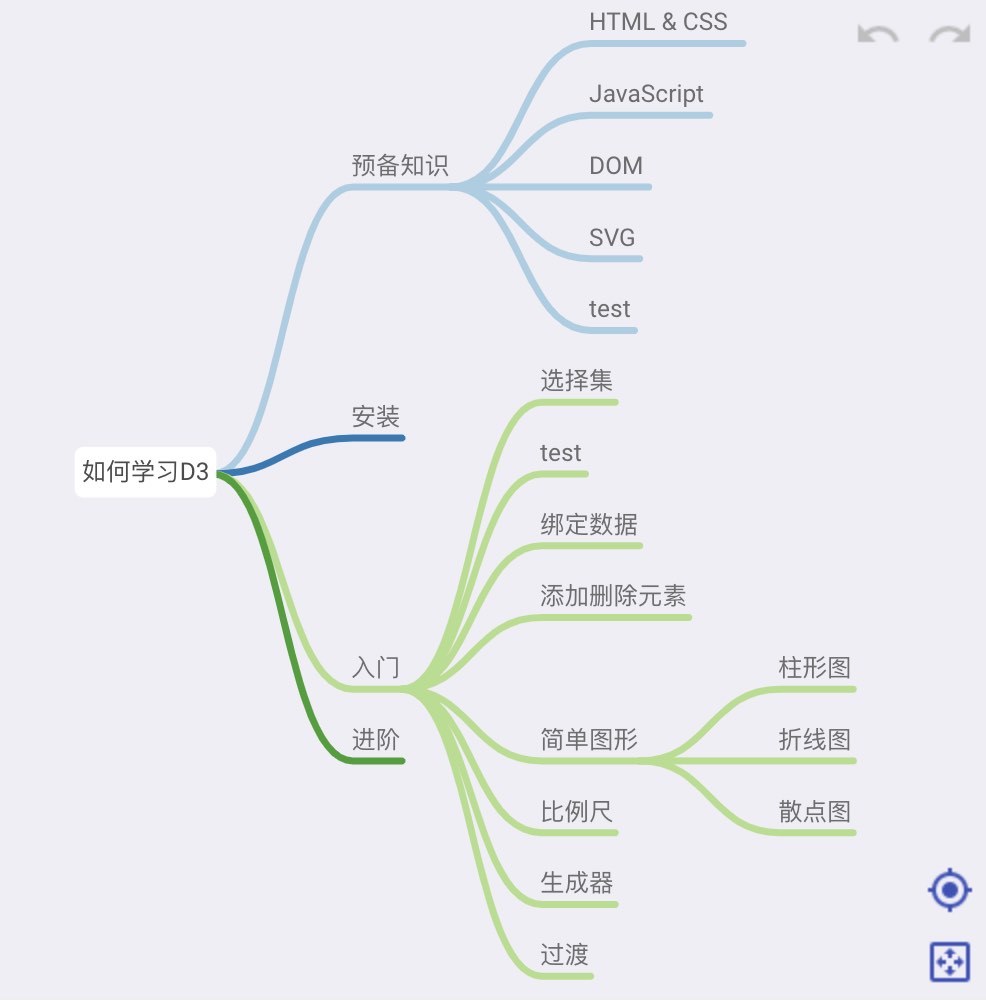 如何学习D3
预备知识
HTML & CSS
JavaScript
DOM
SVG
test
安装
入门
选择集
test
绑定数据
添加删除元素
简单图形
柱形图
折线图
散点图
比例尺
生成器
过渡
进阶